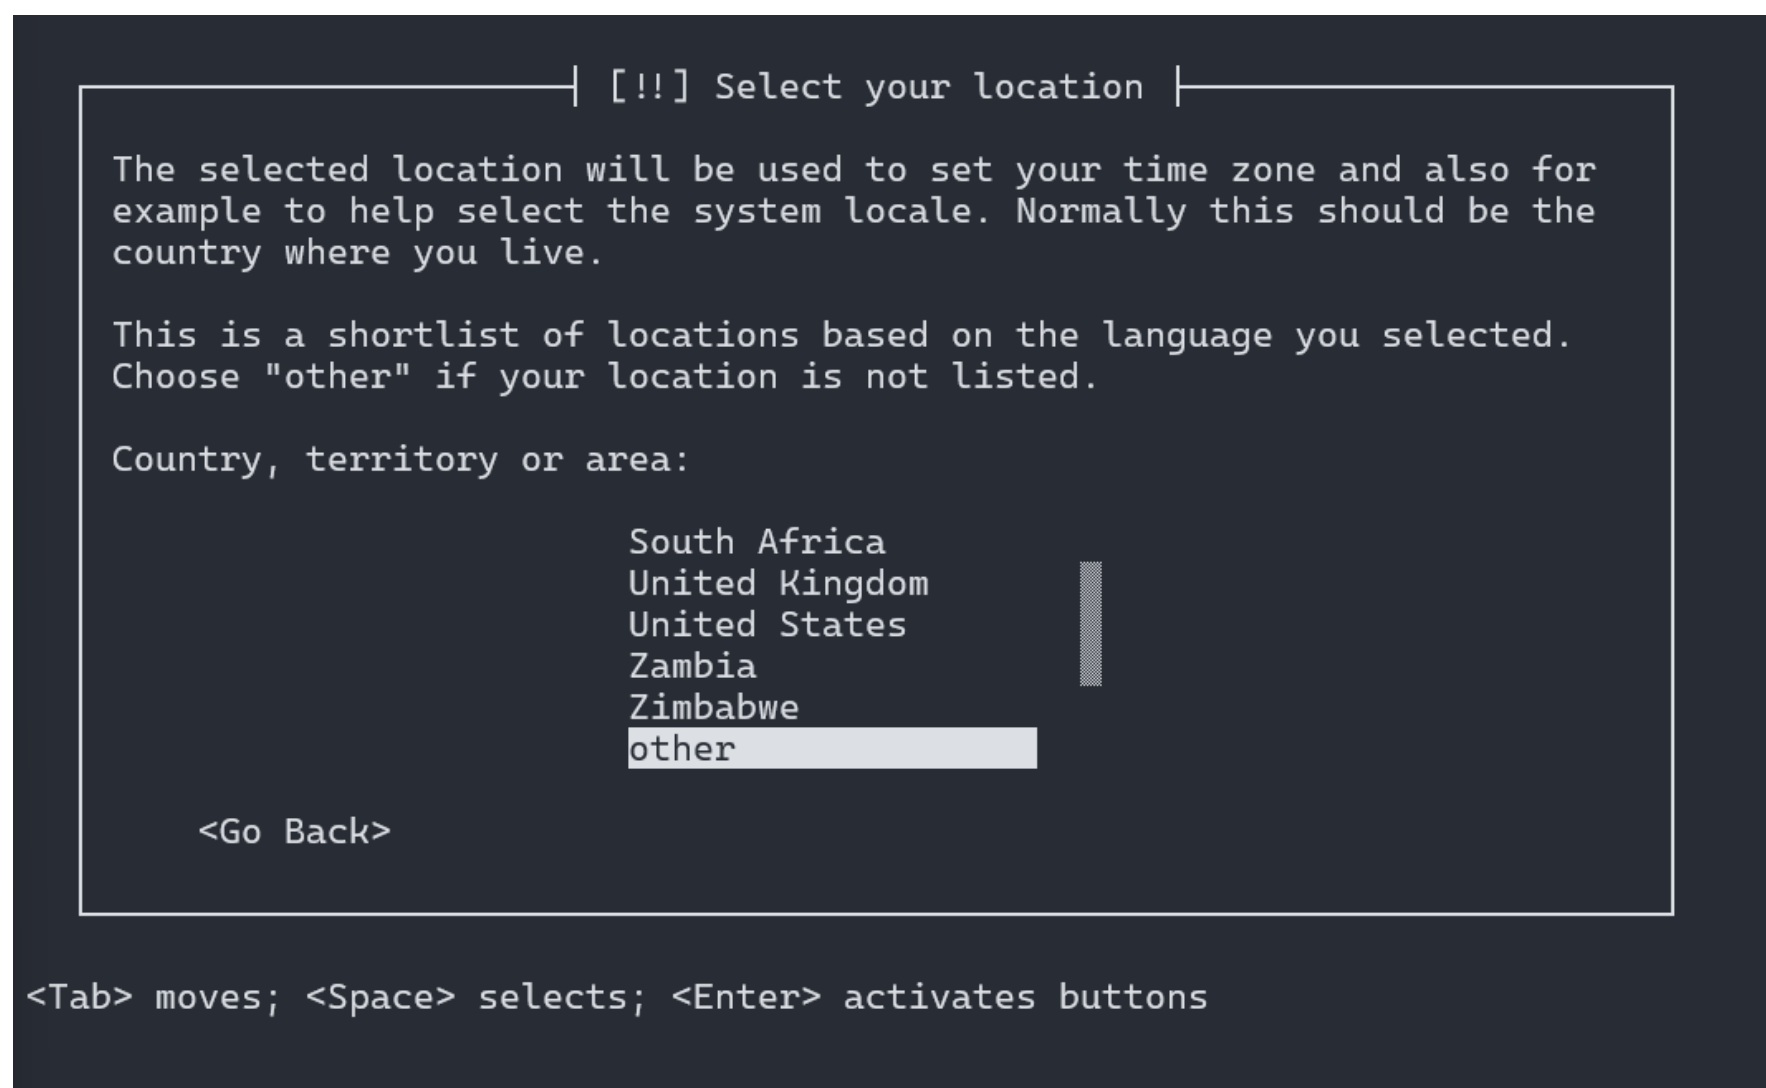 [!!] Select your location
The selected location will be used to set your time zone and also for
example to help select the system locale. Normally this should be the
country where you live.
This is a shortlist of locations based on the language you selected.
Choose "other" if your location is not listed.
Country, territory or area:
South Africa
United Kingdom
United States
Zambia
Zimbabwe
other
<Go Back>
<Tab> moves; <Space> selects; <Enter> activates buttons